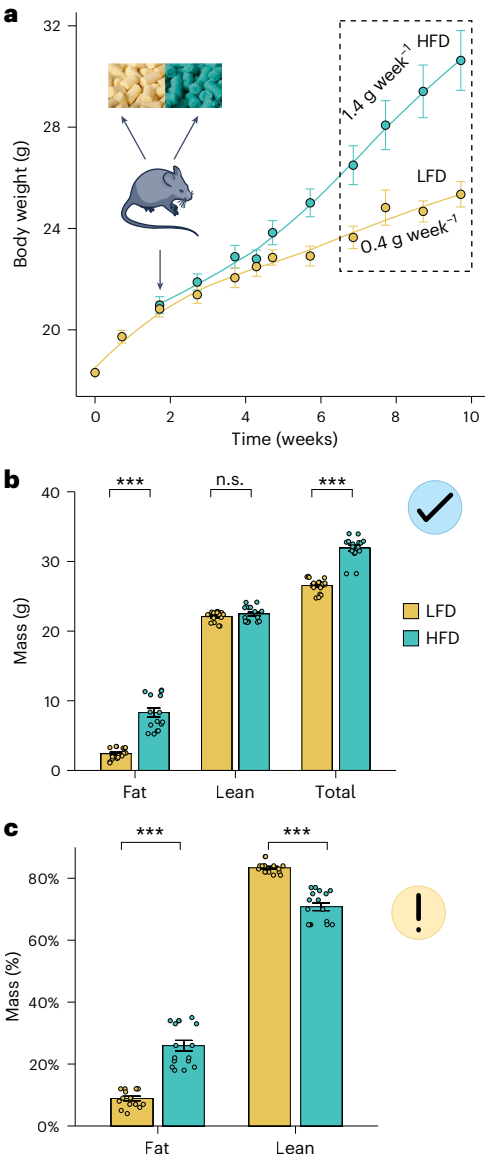 a
32
28
24
20
Body weight (g)
HFD
1.4 g week⁻¹
LFD
0.4 g week⁻¹
0 2 4 6 8 10
Time (weeks)
b
*** n.s. ***
40
30
20
10
0
Mass (g)
LFD
HFD
Fat Lean Total
c
*** ***
80%
60%
40%
20%
0%
Mass (%)
!
Fat Lean